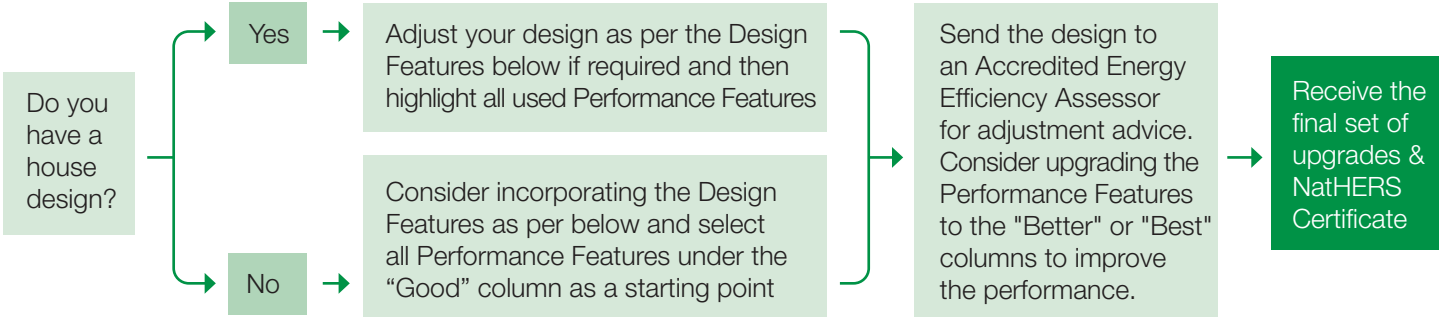 Do you
have a
house
design?
Yes
Adjust your design as per the Design
Features below if required and then
highlight all used Performance Features
No
Consider incorporating the Design
Features as per below and select
all Performance Features under the
“Good” column as a starting point
Send the design to
an Accredited Energy
Efficiency Assessor
for adjustment advice.
Consider upgrading the
Performance Features
to the "Better" or "Best"
columns to improve
the performance.
Receive the
final set of
upgrades &
NatHERS
Certificate